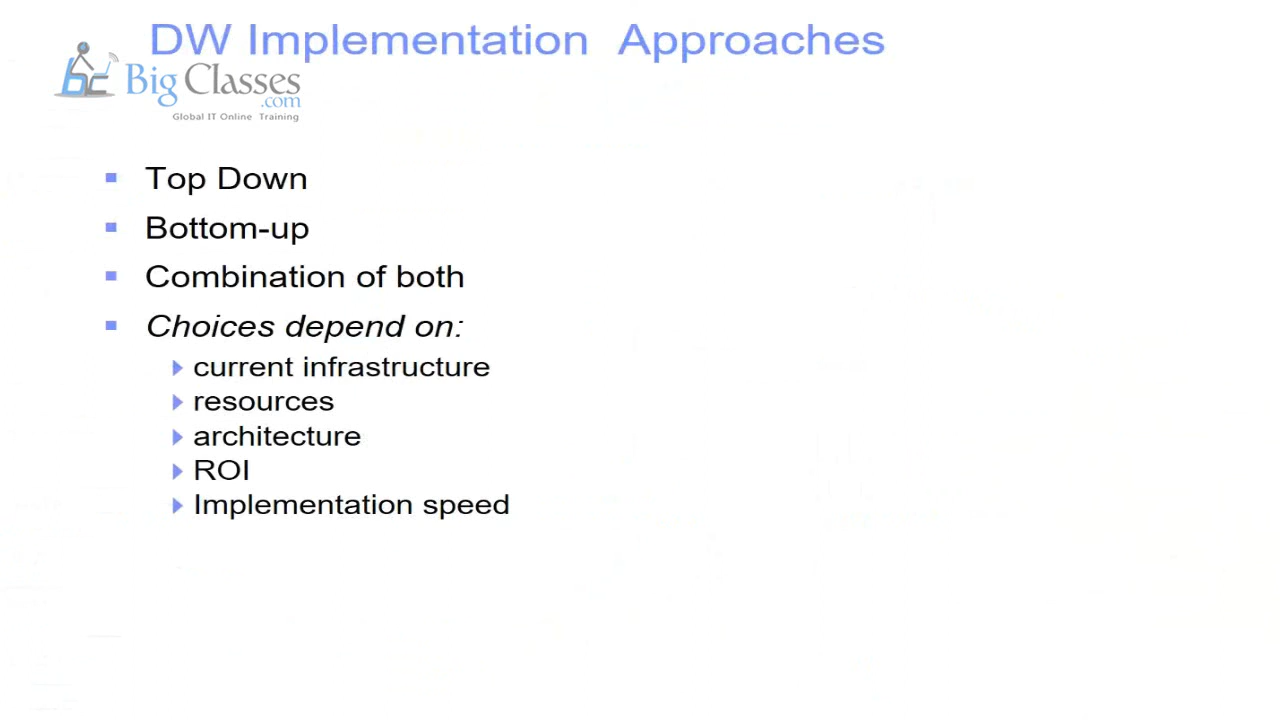 DW Implementation Approaches
Big Classes
.com
Global IT Online Training
Top Down
Bottom-up
Combination of both
Choices depend on:
current infrastructure
resources
architecture
ROI
Implementation speed